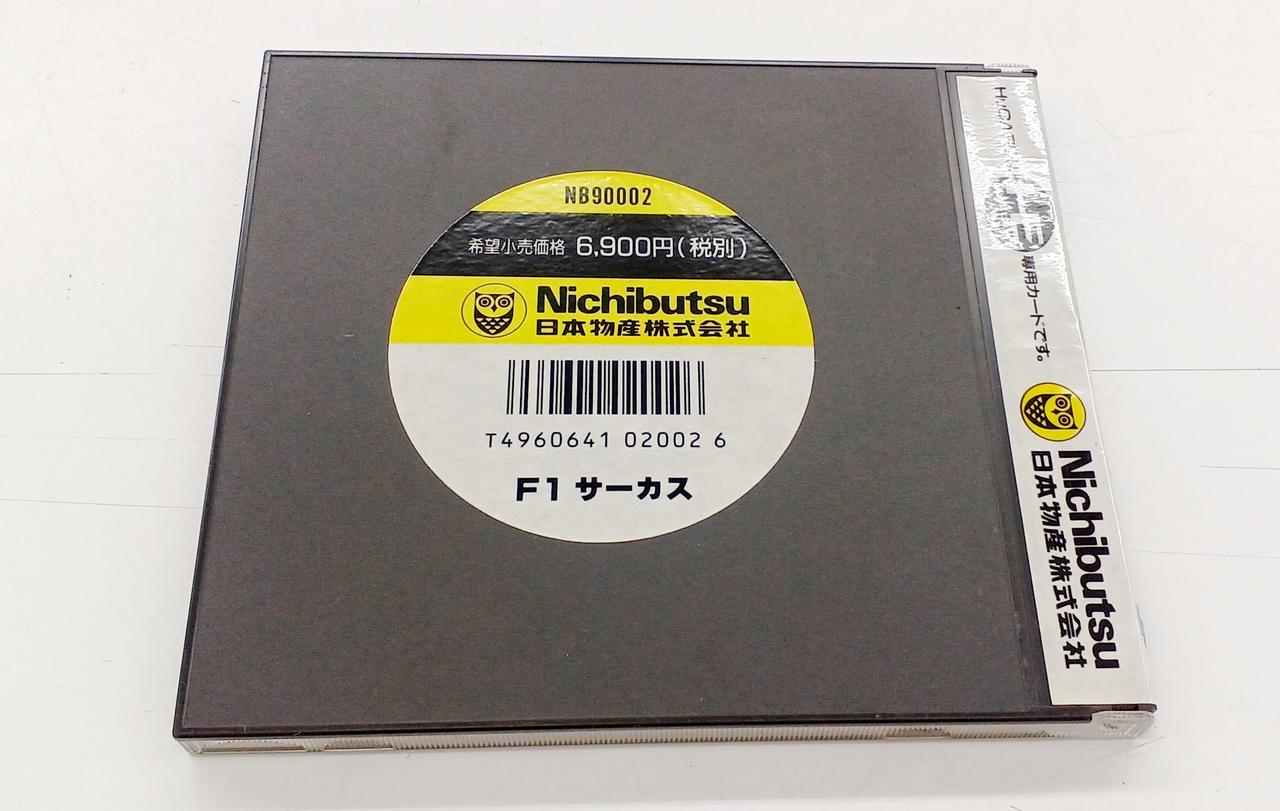 NB90002
希望小売価格 6,900円(税別)
Nichibutsu
日本物産株式会社
T4960641 02002 6
F1 サーカス
専用カードです。
Nichibutsu
日本物産株式会社